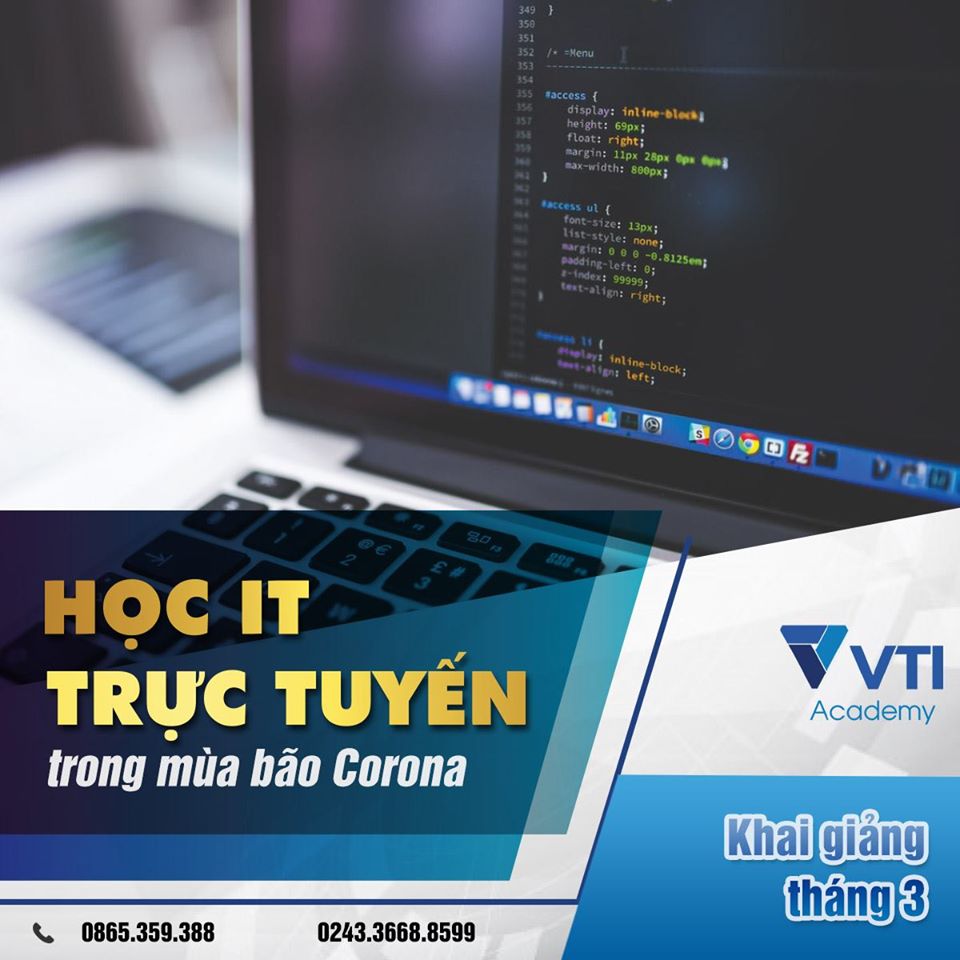 349 }
350
351
352 /* =Menu
353
354
355 #access {
356 display: inline-block;
357 height: 69px;
358 float: right;
359 margin: 11px 28px 0px 0px;
360 max-width: 800px;
361 }
362
#access ul {
font-size: 13px;
list-style: none;
margin: 0 0 0 -0.8125em;
padding-left: 0;
z-index: 99999;
text-align: right;
}
#access li {
display: inline-block;
text-align: left;
HỌC IT
TRỰC TUYẾN
trong mùa bão Corona
VTI
Academy
Khai giảng
tháng 3
0865.359.388 0243.3668.8599